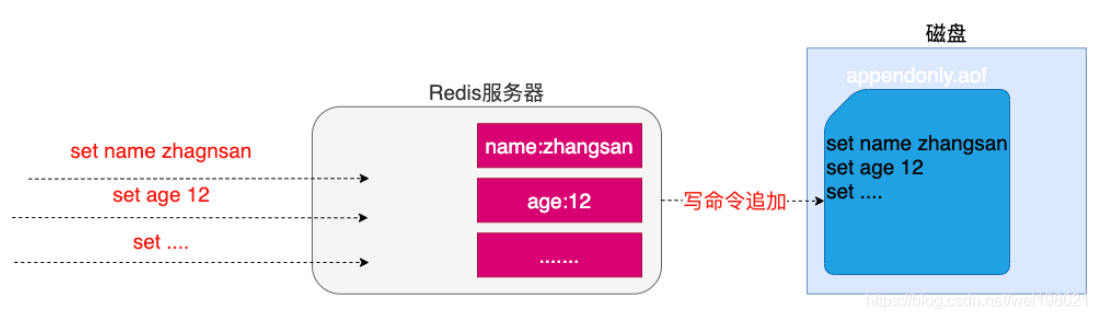 磁盘
appendonly.aof
Redis服务器
set name zhagnsan
set age 12
set ....
name:zhangsan
age:12
.......
写命令追加
set name zhangsan
set age 12
set ....
https://blog.csdn.net/wei198621